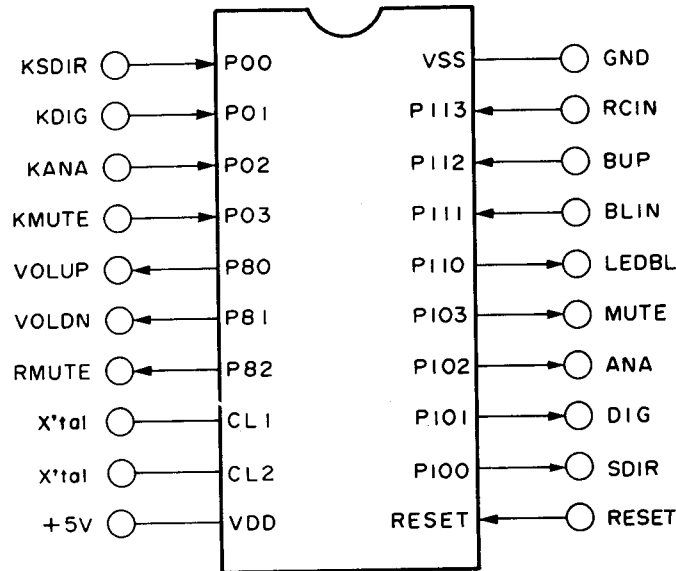 KSDIR P00 VSS GND
KDIG P01 P113 RCIN
KANA P02 P112 BUP
KMUTE P03 P111 BLIN
VOLUP P80 P110 LEDBL
VOLDN P81 P103 MUTE
RMUTE P82 P102 ANA
X'tal CL1 P101 DIG
X'tal CL2 P100 SDIR
+5V VDD RESET RESET